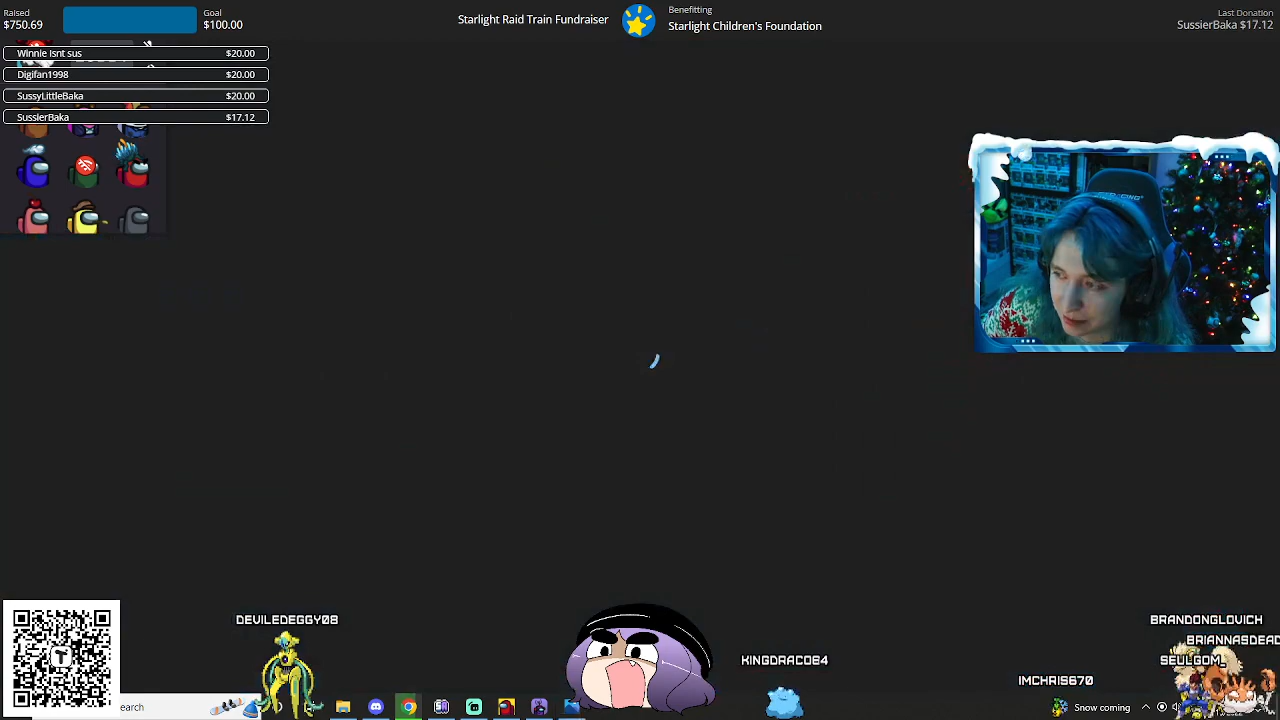 Raised
$750.69
Goal
$100.00
Starlight Raid Train Fundraiser
Benefitting
Starlight Children's Foundation
Last Donation
SussierBaka $17.12
Winnie Isnt sus $20.00
Digifan1998 $20.00
SussyLittleBaka $20.00
SussierBaka $17.12
DEVILEDEGGY08
KINGDRACO64
IMCHRIS670
BRANDONGLOVICH
BRIANNASDEAD
SEULGOM_
earch
Snow coming